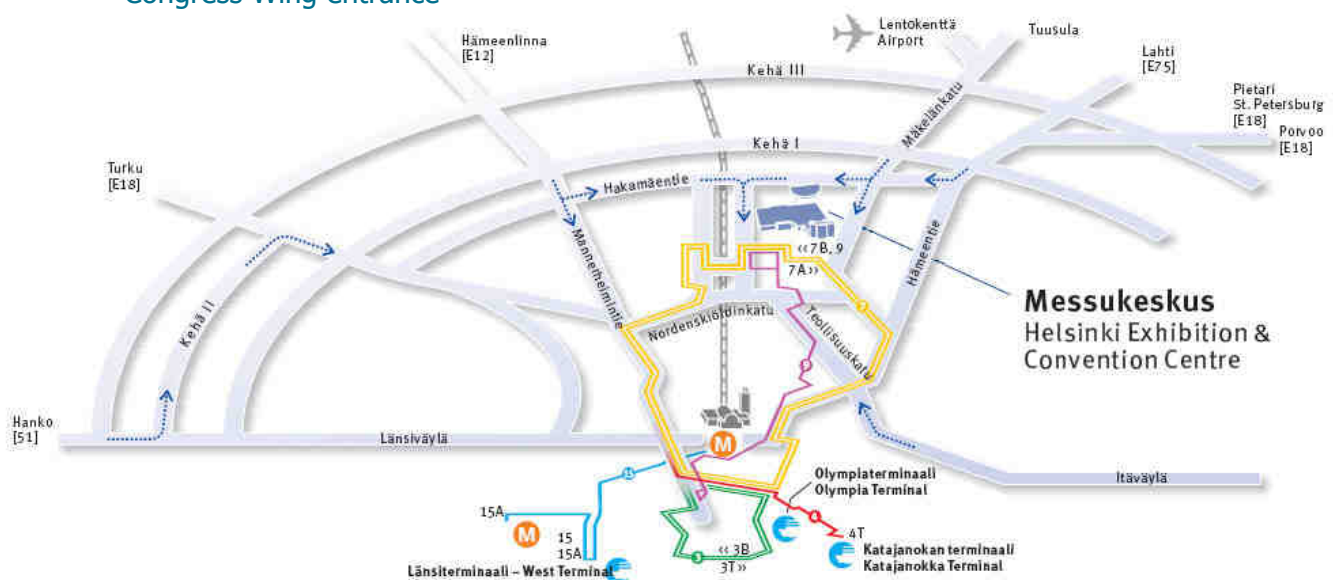 Congress Wing entrance
Hämeenlinna
[E12]
Lentokenttä
Airport
Tuusula
Lahti
[E75]
Pietari
St. Petersburg
[E18]
Porvoo
[E18]
Kehä III
Mäkelänkatu
Kehä I
Turku
[E18]
Hakamäentie
Mannerheimintie
Hämeentie
‹‹ 7B, 9
7A ››
Kehä II
Nordenskiöldinkatu
Teollisuuskatu
Messukeskus
Helsinki Exhibition &
Convention Centre
Hanko
[51]
Länsiväylä
M
Itäväylä
Olympiaterminaali
Olympia Terminal
15A
M
15
15A
4T
‹‹ 3B
3T ››
3
Katajanokan terminaali
Katajanokka Terminal
Länsiterminaali – West Terminal